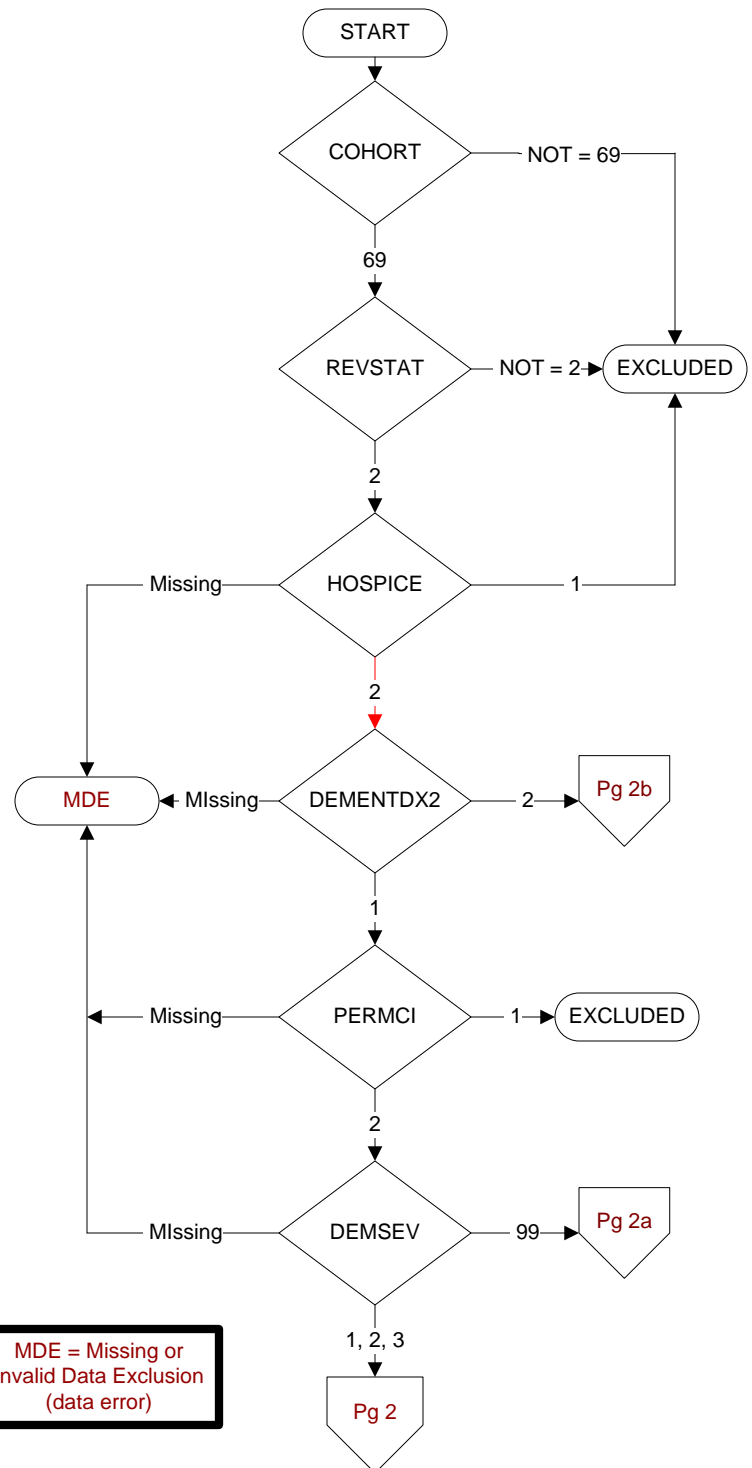 START
COHORT
NOT = 69
69
REVSTAT
NOT = 2
EXCLUDED
2
Missing
HOSPICE
1
2
MDE
MIssing
DEMENTDX2
2
Pg 2b
1
Missing
PERMCI
1
EXCLUDED
2
MIssing
DEMSEV
99
Pg 2a
1, 2, 3
MDE = Missing or
nvalid Data Exclusion
(data error)
Pg 2